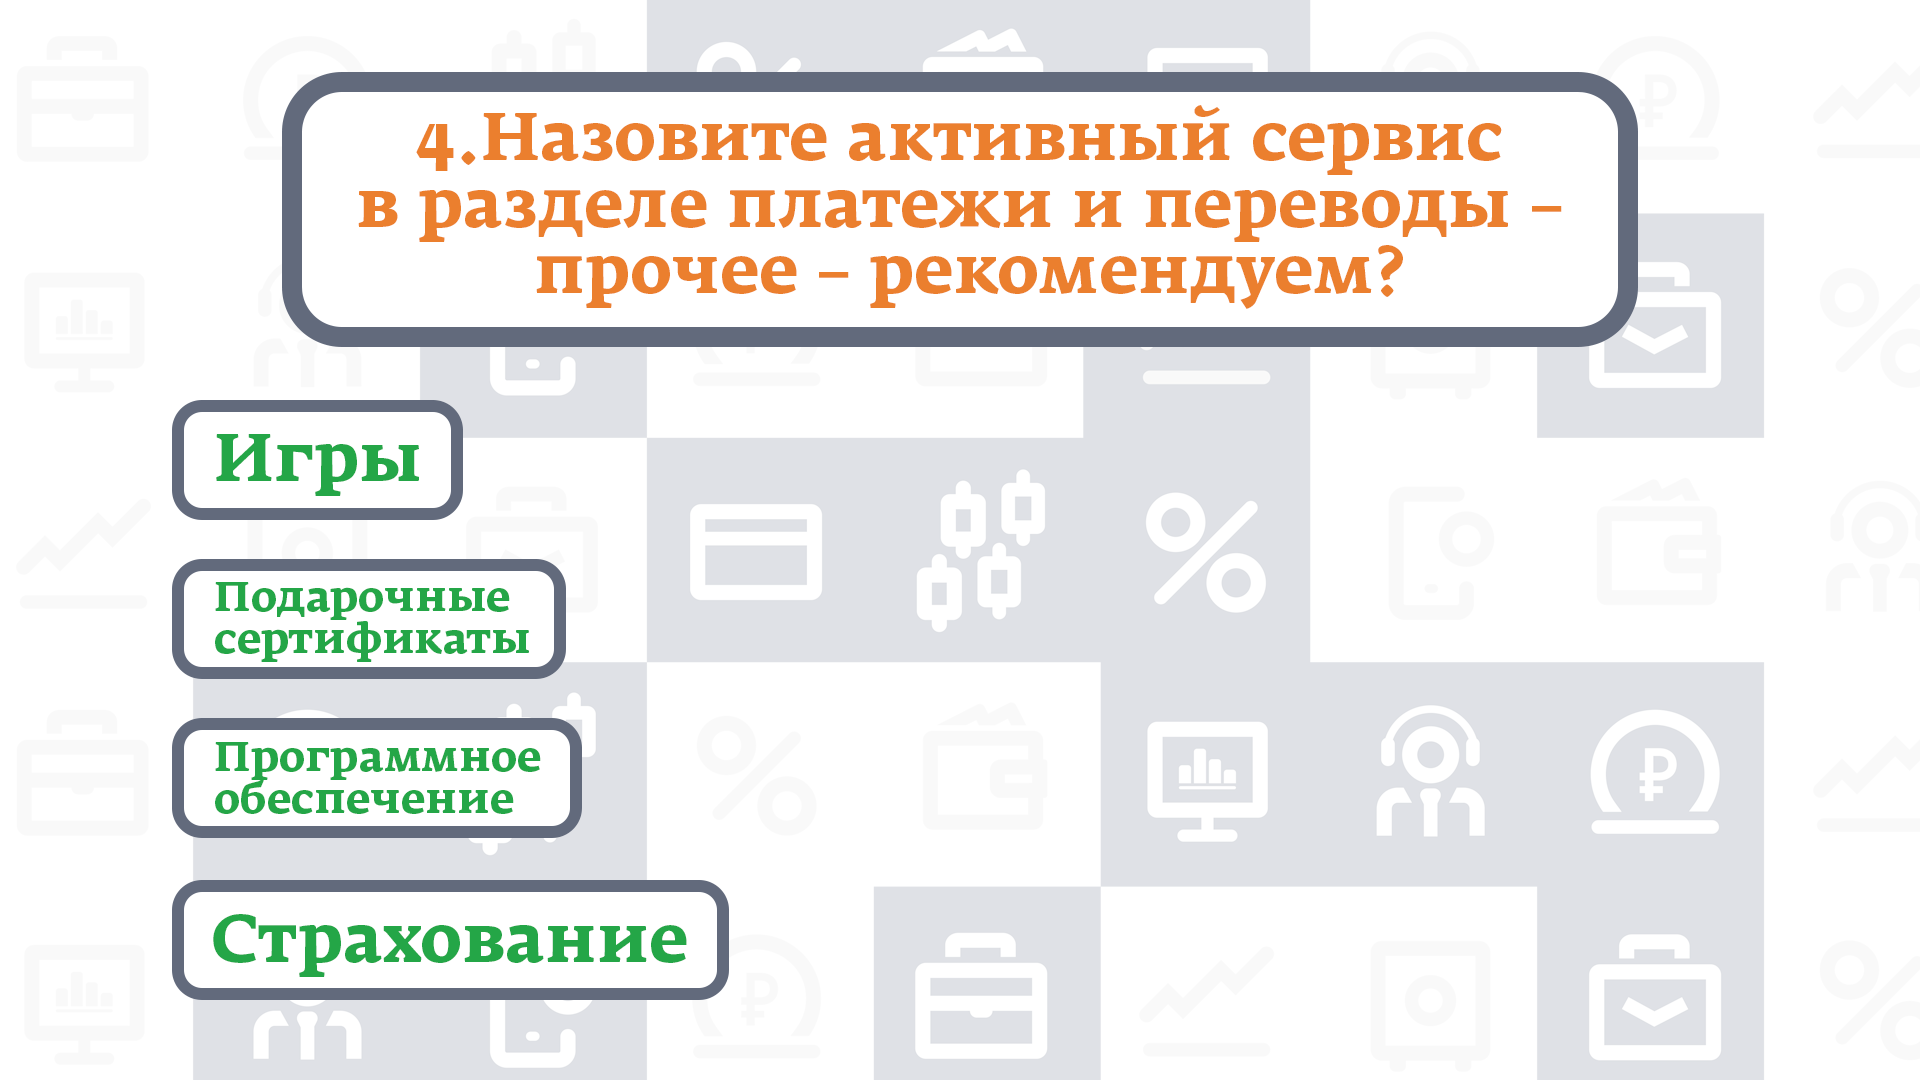 4.Назовите активный сервис
в разделе платежи и переводы –
прочее – рекомендуем?
Игры
Подарочные
сертификаты
Программное
обеспечение
Страхование